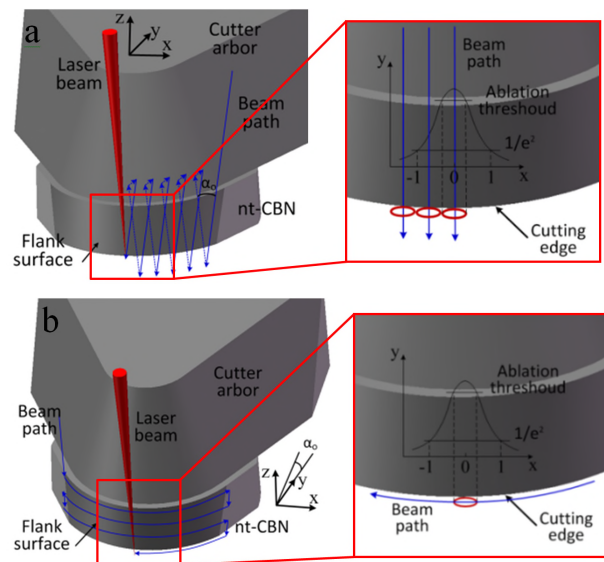 a
z
y
x
Cutter arbor
Laser beam
Beam path
αo
nt-CBN
Flank surface
Beam path
y
Ablation threshoud
1/e²
-1 0 1
x
Cutting edge
b
Cutter arbor
Beam path
Laser beam
αo
z
y
x
Flank surface
nt-CBN
y
Ablation threshoud
1/e²
-1 0 1
x
Beam path
Cutting edge